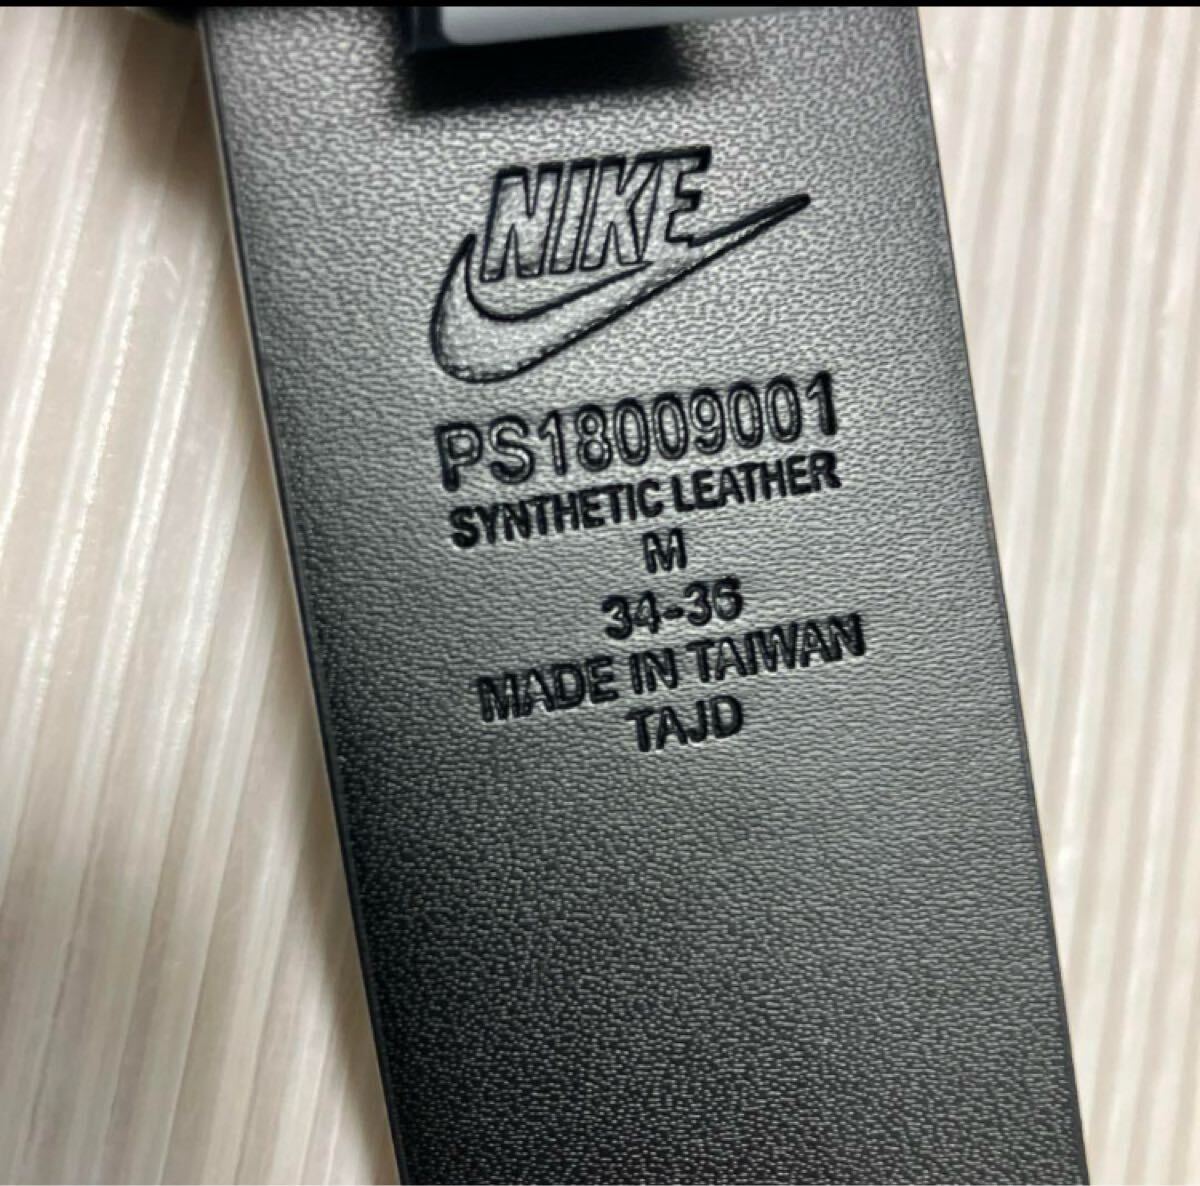 NIKE
PS18009001
SYNTHETIC LEATHER
M
34-36
MADE IN TAIWAN
TAJD